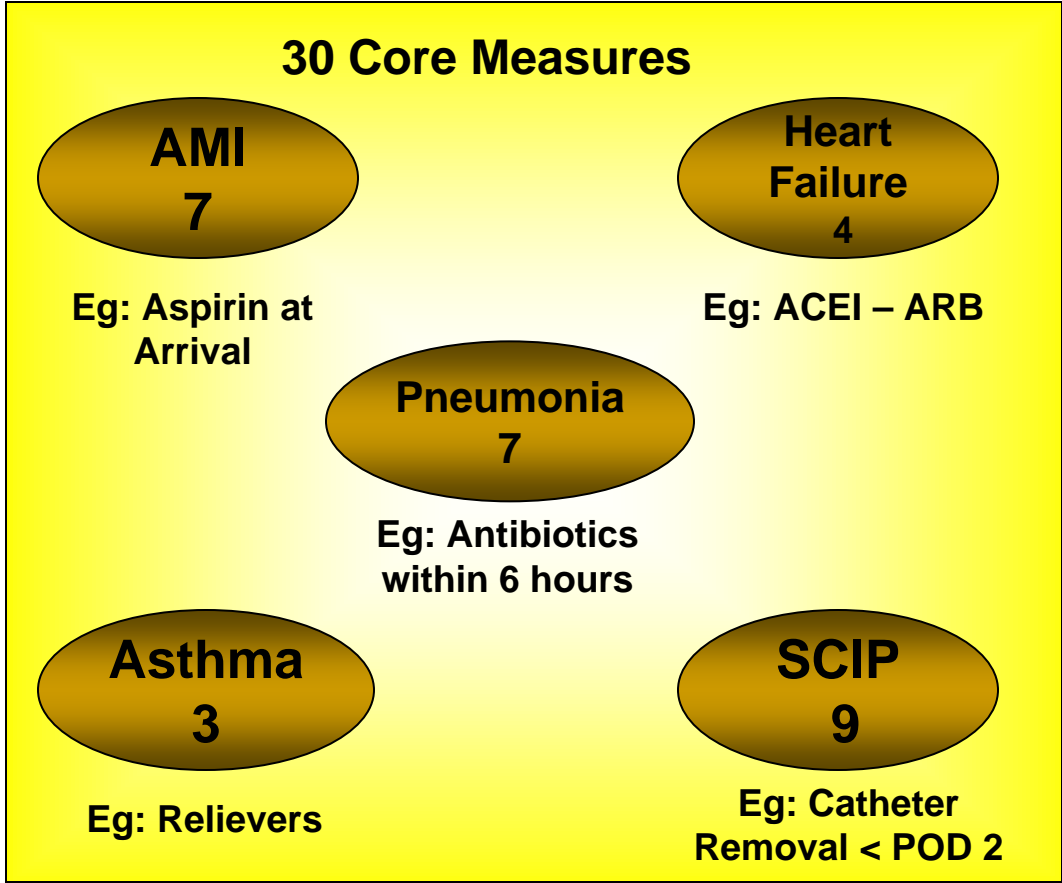 30 Core Measures
AMI
7
Eg: Aspirin at
Arrival
Heart
Failure
4
Eg: ACEI – ARB
Pneumonia
7
Eg: Antibiotics
within 6 hours
Asthma
3
Eg: Relievers
SCIP
9
Eg: Catheter
Removal < POD 2